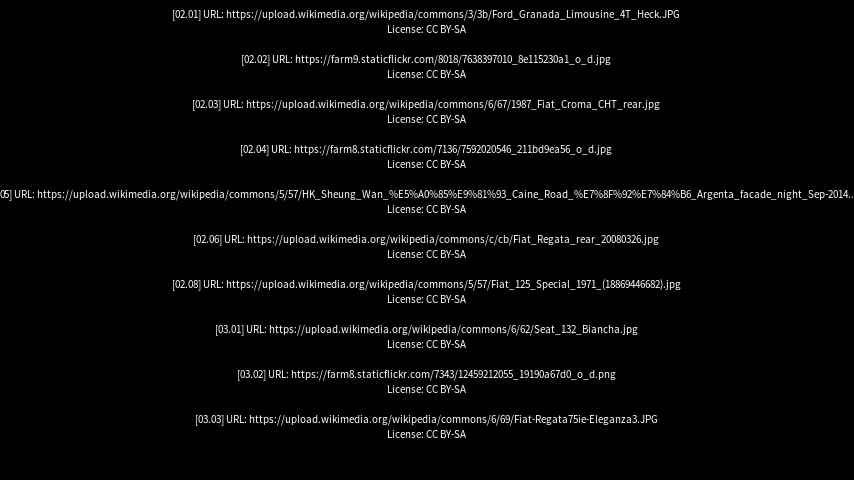 [02.01] URL: https://upload.wikimedia.org/wikipedia/commons/3/3b/Ford_Granada_Limousine_4T_Heck.JPG
License: CC BY-SA
[02.02] URL: https://farm9.staticflickr.com/8018/7638397010_8e115230a1_o_d.jpg
License: CC BY-SA
[02.03] URL: https://upload.wikimedia.org/wikipedia/commons/6/67/1987_Fiat_Croma_CHT_rear.jpg
License: CC BY-SA
[02.04] URL: https://farm8.staticflickr.com/7136/7592020546_211bd9ea56_o_d.jpg
License: CC BY-SA
05] URL: https://upload.wikimedia.org/wikipedia/commons/5/57/HK_Sheung_Wan_%E5%A0%85%E9%81%93_Caine_Road_%E7%8F%92%E7%84%B6_Argenta_facade_night_Sep-2014...
License: CC BY-SA
[02.06] URL: https://upload.wikimedia.org/wikipedia/commons/c/cb/Fiat_Regata_rear_20080326.jpg
License: CC BY-SA
[02.08] URL: https://upload.wikimedia.org/wikipedia/commons/5/57/Fiat_125_Special_1971_(18869446682).jpg
License: CC BY-SA
[03.01] URL: https://upload.wikimedia.org/wikipedia/commons/6/62/Seat_132_Biancha.jpg
License: CC BY-SA
[03.02] URL: https://farm8.staticflickr.com/7343/12459212055_19190a67d0_o_d.png
License: CC BY-SA
[03.03] URL: https://upload.wikimedia.org/wikipedia/commons/6/69/Fiat-Regata75ie-Eleganza3.JPG
License: CC BY-SA